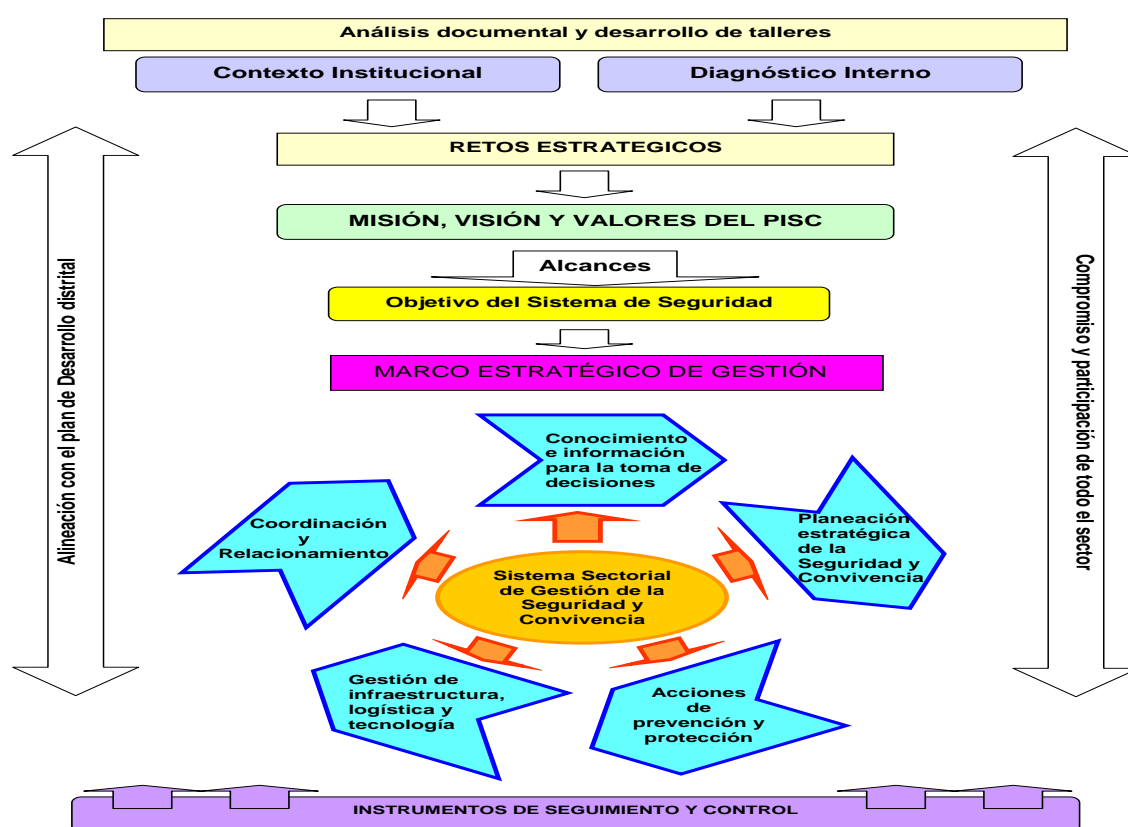 Análisis documental y desarrollo de talleres
Contexto Institucional
Diagnóstico Interno
RETOS ESTRATEGICOS
MISIÓN, VISIÓN Y VALORES DEL PISC
Alcances
Objetivo del Sistema de Seguridad
MARCO ESTRATÉGICO DE GESTIÓN
Alineación con el plan de Desarrollo distrital
Compromiso y participación de todo el sector
Conocimiento
e información
para la toma de
decisiones
Coordinación
y
Relacionamiento
Planeación
estratégica
de la
Seguridad y
Convivencia
Sistema Sectorial
de Gestión de la
Seguridad y
Convivencia
Gestión de
infraestructura,
logística y
tecnología
Acciones
de
prevención y
protección
INSTRUMENTOS DE SEGUIMIENTO Y CONTROL